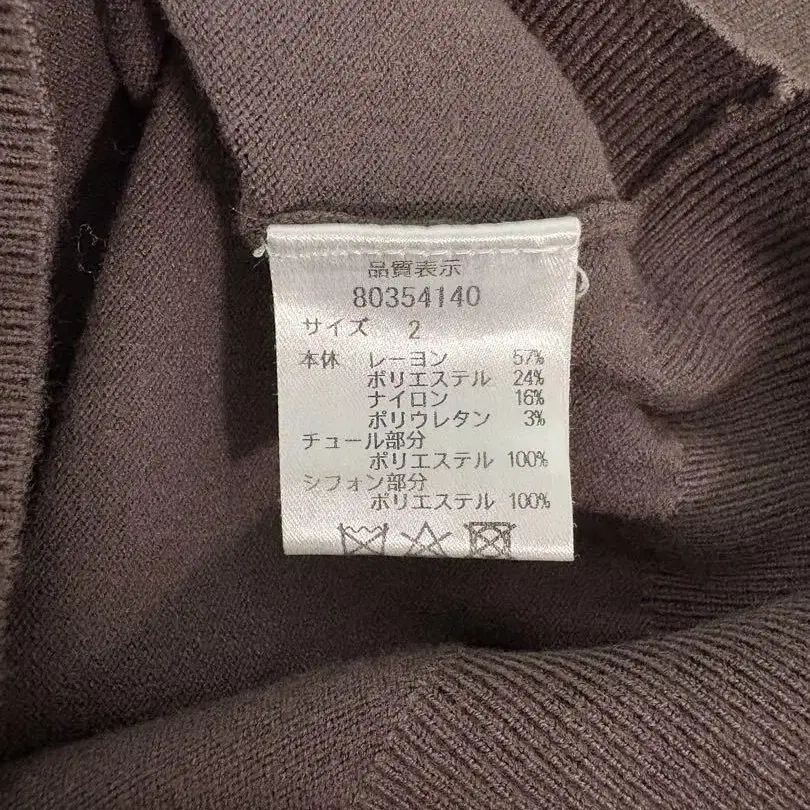 品質表示
80354140
サイズ 2
本体 レーヨン 57%
ポリエステル 24%
ナイロン 16%
ポリウレタン 3%
チュール部分
ポリエステル 100%
シフォン部分
ポリエステル 100%